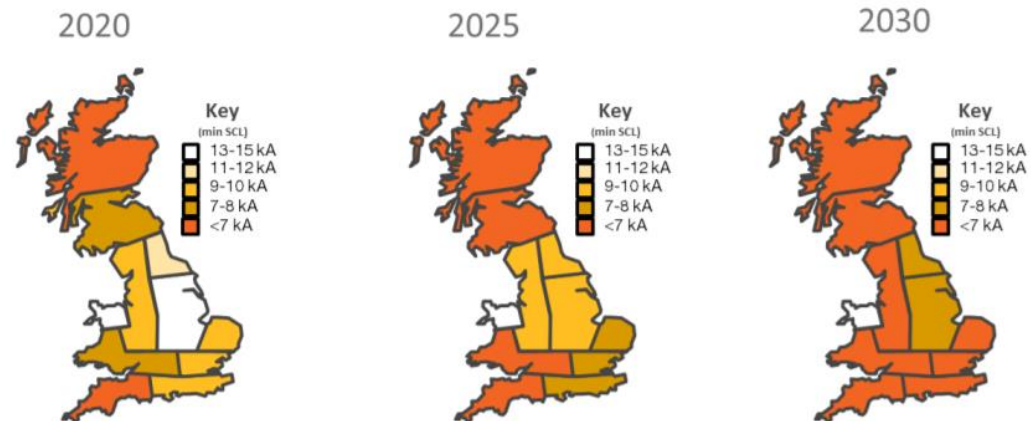 2020
2025
2030
Key
(min SCL)
13-15 kA
11-12 kA
9-10 kA
7-8 kA
<7 kA
Key
(min SCL)
13-15 kA
11-12 kA
9-10 kA
7-8 kA
<7 kA
Key
(min SCL)
13-15 kA
11-12 kA
9-10 kA
7-8 kA
<7 kA